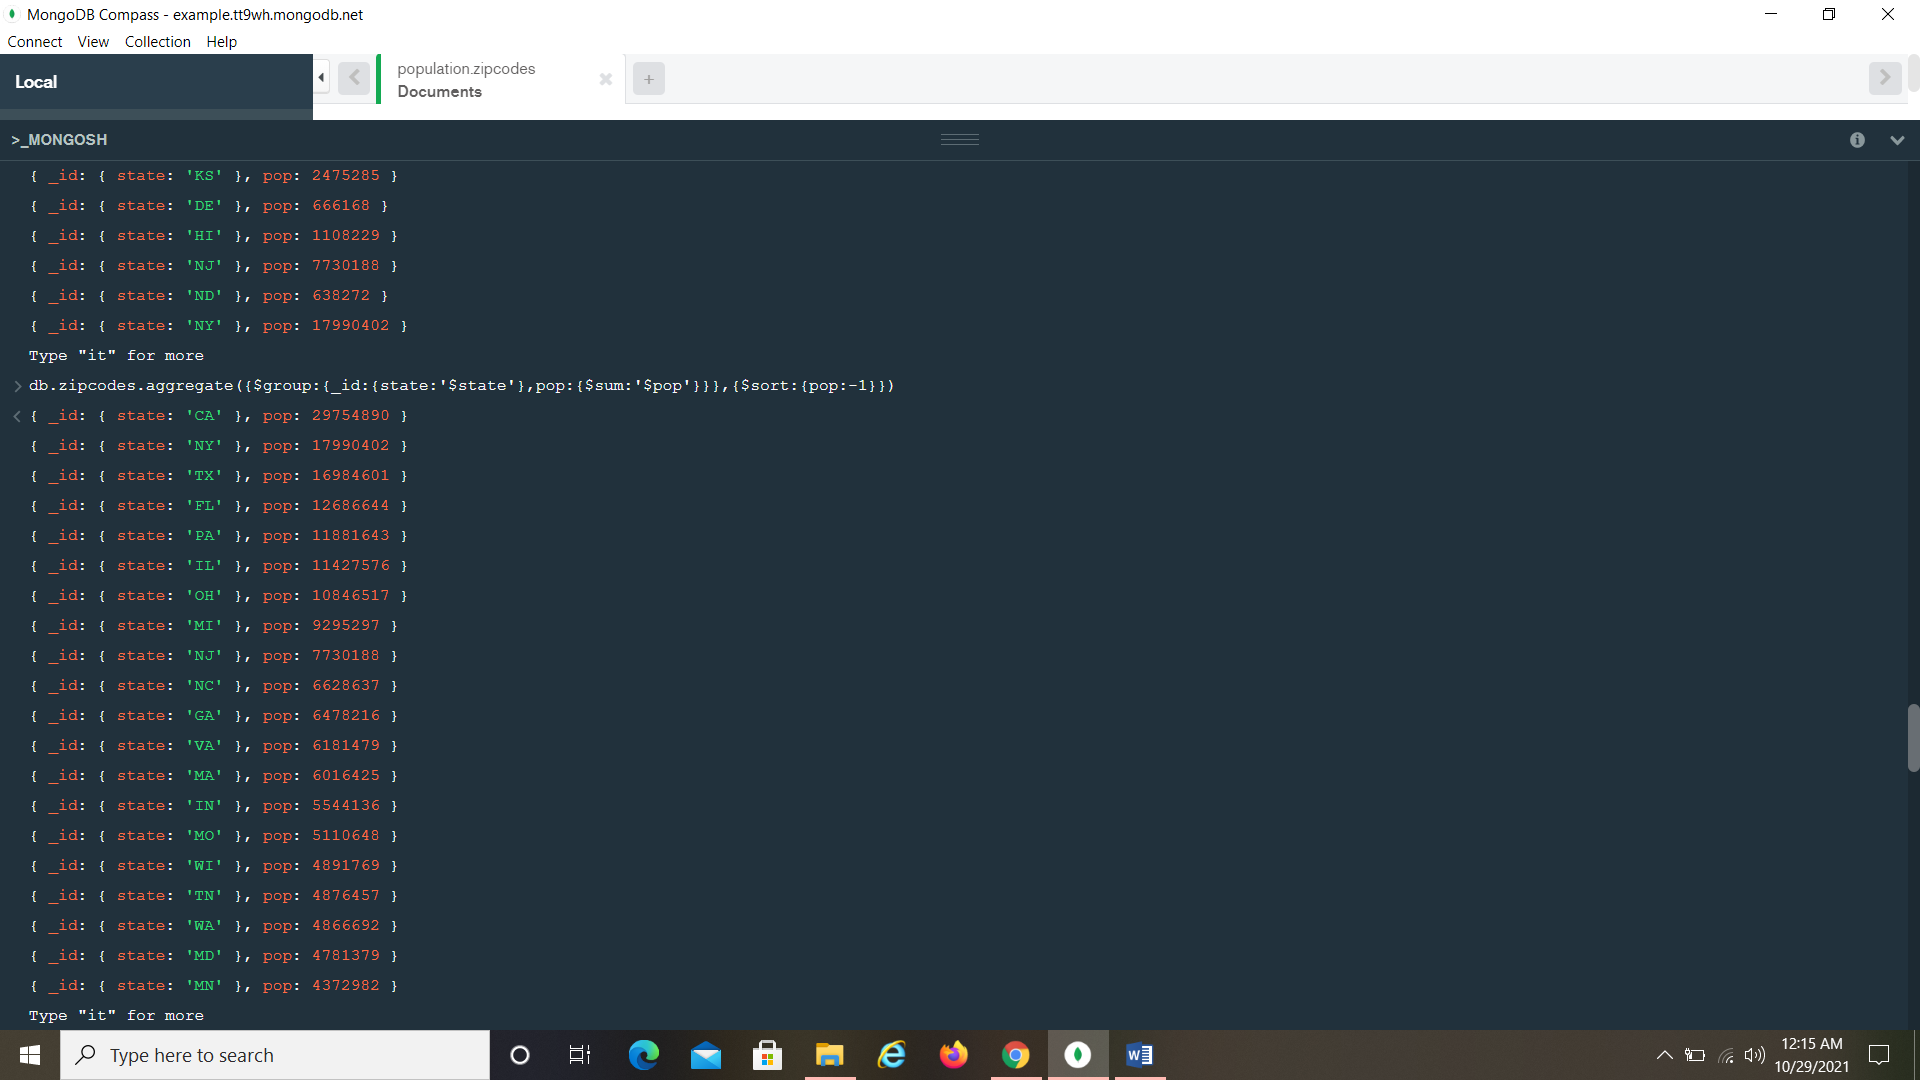 MongoDB Compass - example.tt9wh.mongodb.net
Connect View Collection Help
Local
population.zipcodes
Documents
>_MONGOSH
{ _id: { state: 'KS' }, pop: 2475285 }
{ _id: { state: 'DE' }, pop: 666168 }
{ _id: { state: 'HI' }, pop: 1108229 }
{ _id: { state: 'NJ' }, pop: 7730188 }
{ _id: { state: 'ND' }, pop: 638272 }
{ _id: { state: 'NY' }, pop: 17990402 }
Type "it" for more
> db.zipcodes.aggregate({$group:{_id:{state:'$state'},pop:{$sum:'$pop'}}},{$sort:{pop:-1}})
< { _id: { state: 'CA' }, pop: 29754890 }
{ _id: { state: 'NY' }, pop: 17990402 }
{ _id: { state: 'TX' }, pop: 16984601 }
{ _id: { state: 'FL' }, pop: 12686644 }
{ _id: { state: 'PA' }, pop: 11881643 }
{ _id: { state: 'IL' }, pop: 11427576 }
{ _id: { state: 'OH' }, pop: 10846517 }
{ _id: { state: 'MI' }, pop: 9295297 }
{ _id: { state: 'NJ' }, pop: 7730188 }
{ _id: { state: 'NC' }, pop: 6628637 }
{ _id: { state: 'GA' }, pop: 6478216 }
{ _id: { state: 'VA' }, pop: 6181479 }
{ _id: { state: 'MA' }, pop: 6016425 }
{ _id: { state: 'IN' }, pop: 5544136 }
{ _id: { state: 'MO' }, pop: 5110648 }
{ _id: { state: 'WI' }, pop: 4891769 }
{ _id: { state: 'TN' }, pop: 4876457 }
{ _id: { state: 'WA' }, pop: 4866692 }
{ _id: { state: 'MD' }, pop: 4781379 }
{ _id: { state: 'MN' }, pop: 4372982 }
Type "it" for more
Type here to search
12:15 AM
10/29/2021